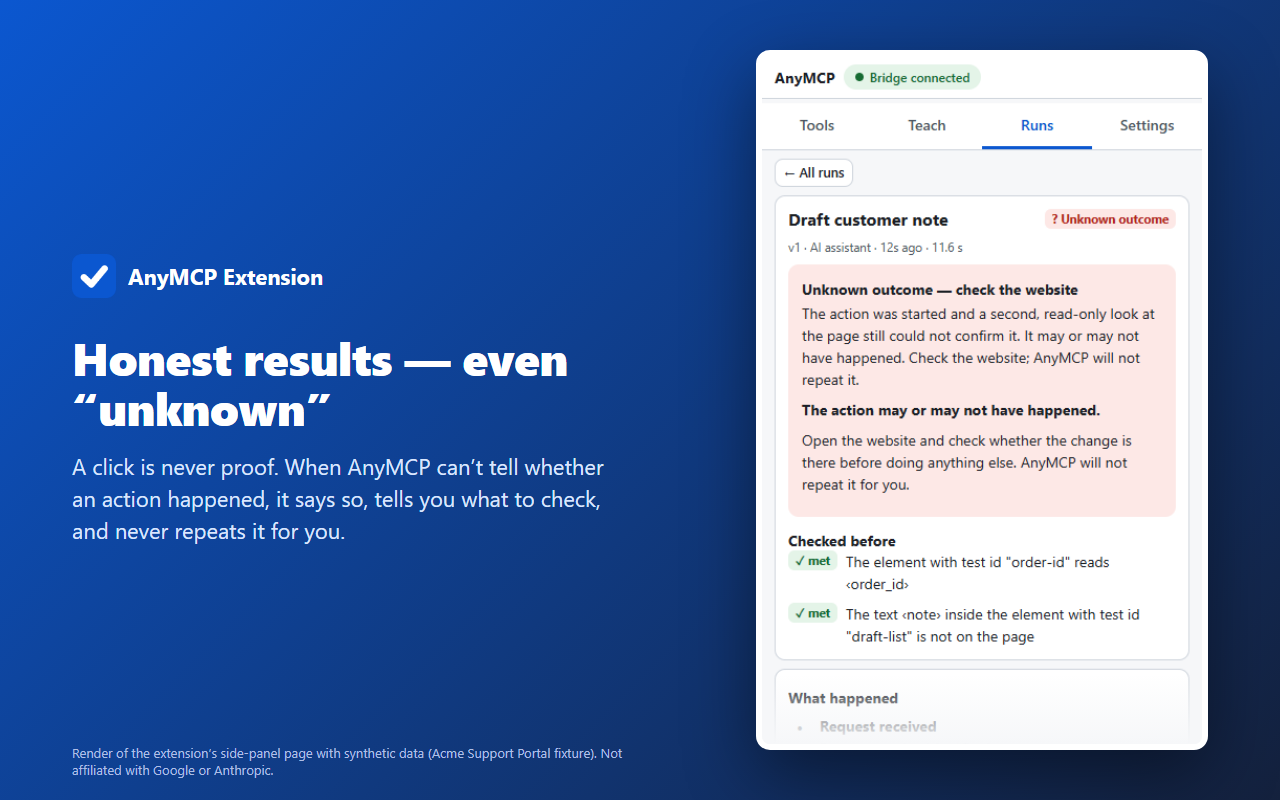 AnyMCP Extension
Honest results — even
“unknown”
A click is never proof. When AnyMCP can’t tell whether
an action happened, it says so, tells you what to check,
and never repeats it for you.
Render of the extension’s side-panel page with synthetic data (Acme Support Portal fixture). Not
affiliated with Google or Anthropic.
AnyMCP Bridge connected
Tools Teach Runs Settings
← All runs
Draft customer note ? Unknown outcome
v1 · AI assistant · 12s ago · 11.6 s
Unknown outcome — check the website
The action was started and a second, read-only look at
the page still could not confirm it. It may or may not
have happened. Check the website; AnyMCP will not
repeat it.
The action may or may not have happened.
Open the website and check whether the change is
there before doing anything else. AnyMCP will not
repeat it for you.
Checked before
✓ met The element with test id "order-id" reads
‹order_id›
✓ met The text ‹note› inside the element with test id
"draft-list" is not on the page
What happened
• Request received